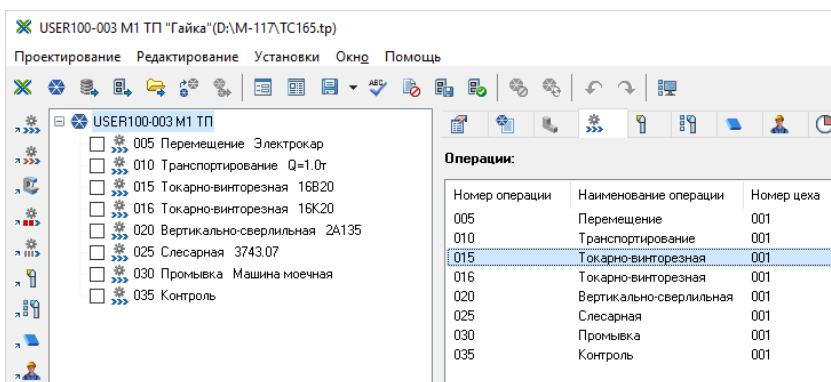 USER100-003 М1 ТП "Гайка"(D:\М-117\TC165.tp)
Проектирование Редактирование Установки Окно Помощь
ABC
USER100-003 М1 ТП
005 Перемещение Электрокар
010 Транспортирование Q=1.0т
015 Токарно-винторезная 16В20
016 Токарно-винторезная 16К20
020 Вертикально-сверлильная 2А135
025 Слесарная 3743.07
030 Промывка Машина моечная
035 Контроль
Операции:
Номер операции Наименование операции Номер цеха
005 Перемещение 001
010 Транспортирование 001
015 Токарно-винторезная 001
016 Токарно-винторезная 001
020 Вертикально-сверлильная 001
025 Слесарная 001
030 Промывка 001
035 Контроль 001